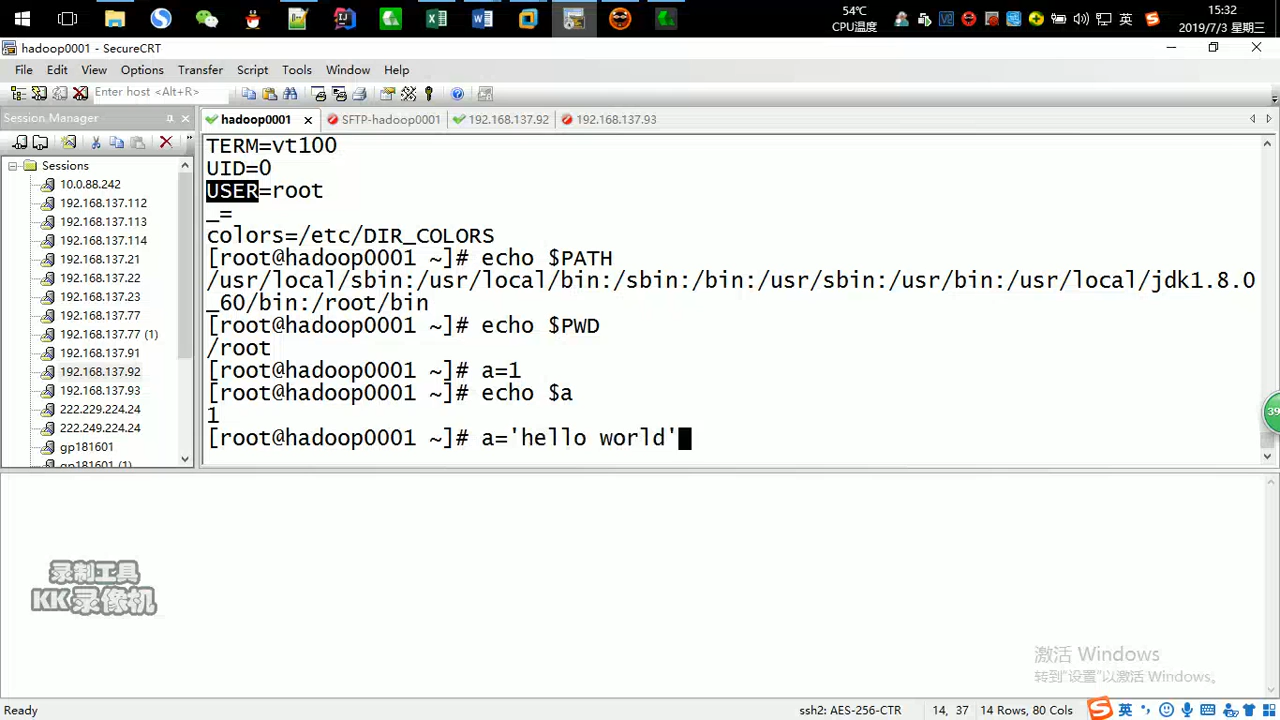 54℃
CPU温度
英
15:32
2019/7/3 星期三
hadoop0001 - SecureCRT
File Edit View Options Transfer Script Tools Window Help
Enter host <Alt+R>
Session Manager
hadoop0001
SFTP-hadoop0001
192.168.137.92
192.168.137.93
Sessions
10.0.88.242
192.168.137.112
192.168.137.113
192.168.137.114
192.168.137.21
192.168.137.22
192.168.137.23
192.168.137.77
192.168.137.77 (1)
192.168.137.91
192.168.137.92
192.168.137.93
222.229.224.24
222.249.224.24
gp181601
gp181601 (1)
TERM=vt100
UID=0
USER=root
_=
colors=/etc/DIR_COLORS
[root@hadoop0001 ~]# echo $PATH
/usr/local/sbin:/usr/local/bin:/sbin:/bin:/usr/sbin:/usr/bin:/usr/local/jdk1.8.0
_60/bin:/root/bin
[root@hadoop0001 ~]# echo $PWD
/root
[root@hadoop0001 ~]# a=1
[root@hadoop0001 ~]# echo $a
1
[root@hadoop0001 ~]# a='hello world'
39
录制工具
KK 录像机
激活 Windows
转到"设置"以激活 Windows。
Ready
ssh2: AES-256-CTR
14, 37
14 Rows, 80 Cols
英